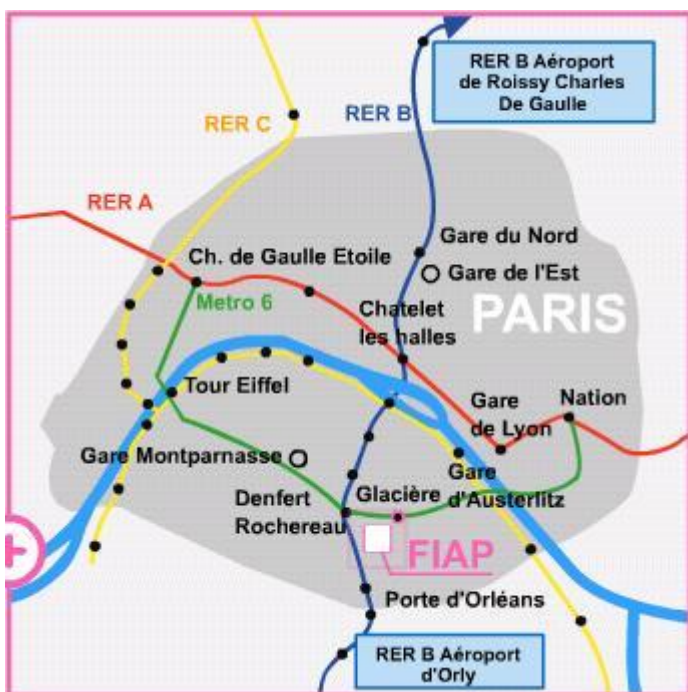 RER B Aéroport
de Roissy Charles
De Gaulle
RER C
RER B
RER A
Gare du Nord
Ch. de Gaulle Etoile
Gare de l'Est
Metro 6
Chatelet
les halles
PARIS
Tour Eiffel
Nation
Gare
de Lyon
Gare Montparnasse
Gare
d'Austerlitz
Glacière
Denfert
Rochereau
FIAP
Porte d'Orléans
RER B Aéroport
d'Orly